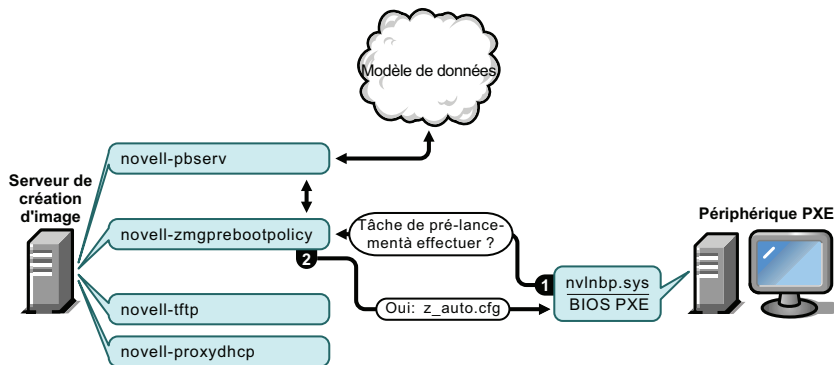 Modèle de données
novell-pbserv
Serveur de
création
d'image
novell-zmgprebootpolicy
Tâche de pré-lance-
mentà effectuer ?
Périphérique PXE
2
1
nvlnbp.sys
BIOS PXE
Oui: z_auto.cfg
novell-tftp
novell-proxydhcp